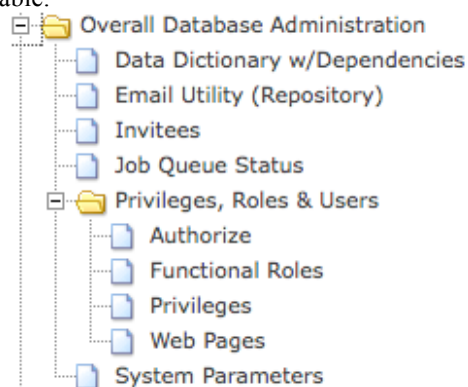 able.
Overall Database Administration
Data Dictionary w/Dependencies
Email Utility (Repository)
Invitees
Job Queue Status
Privileges, Roles & Users
Authorize
Functional Roles
Privileges
Web Pages
System Parameters